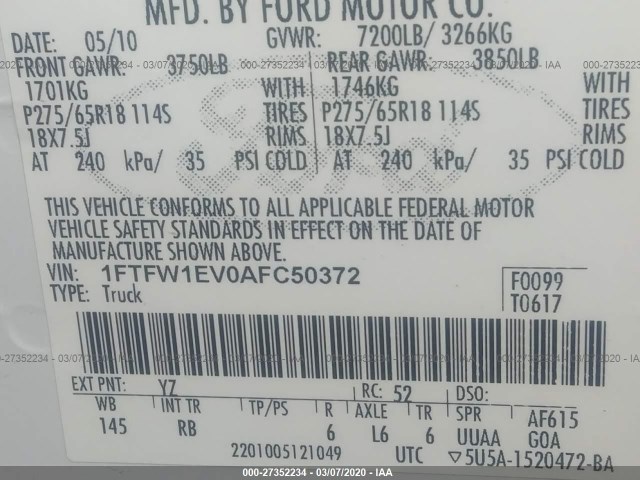 MFD. BY FORD MOTOR CO.
DATE: 05/10 GVWR: 7200LB/ 3266KG
FRONT GAWR: 3750LB REAR GAWR: 3850LB
1701KG WITH 1746KG WITH
P275/65R18 114S TIRES P275/65R18 114S TIRES
18X7.5J RIMS 18X7.5J RIMS
AT 240 kPa/ 35 PSI COLD AT 240 kPa/ 35 PSI COLD
THIS VEHICLE CONFORMS TO ALL APPLICABLE FEDERAL MOTOR
VEHICLE SAFETY STANDARDS IN EFFECT ON THE DATE OF
MANUFACTURE SHOWN ABOVE.
VIN: 1FTFW1EV0AFC50372 F0099
TYPE: Truck T0617
EXT PNT: YZ RC: 52 DSO:
WB INT TR TP/PS R AXLE TR SPR AF615
145 RB 6 L6 6 UUAA GOA
2201005121049 UTC ▽5U5A-1520472-BA
000-27352234 - 03/07/2020 - IAA